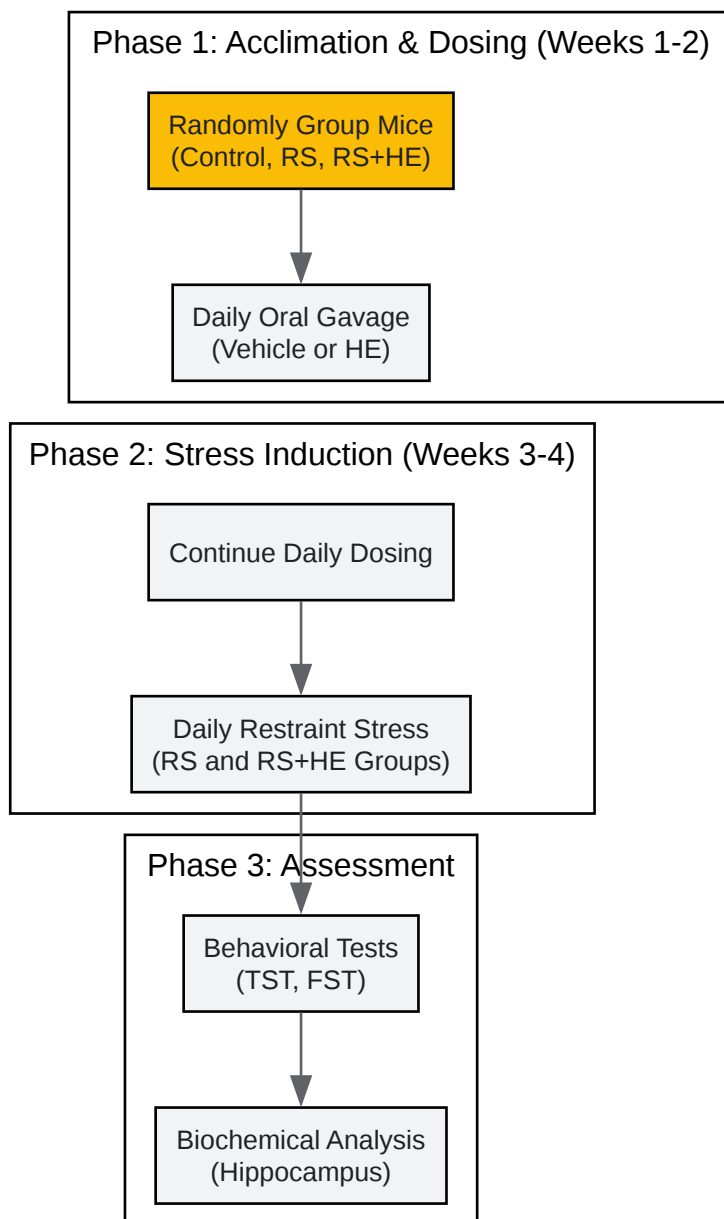 Phase 1: Acclimation & Dosing (Weeks 1-2)
Randomly Group Mice
(Control, RS, RS+HE)
Daily Oral Gavage
(Vehicle or HE)
Phase 2: Stress Induction (Weeks 3-4)
Continue Daily Dosing
Daily Restraint Stress
(RS and RS+HE Groups)
Phase 3: Assessment
Behavioral Tests
(TST, FST)
Biochemical Analysis
(Hippocampus)